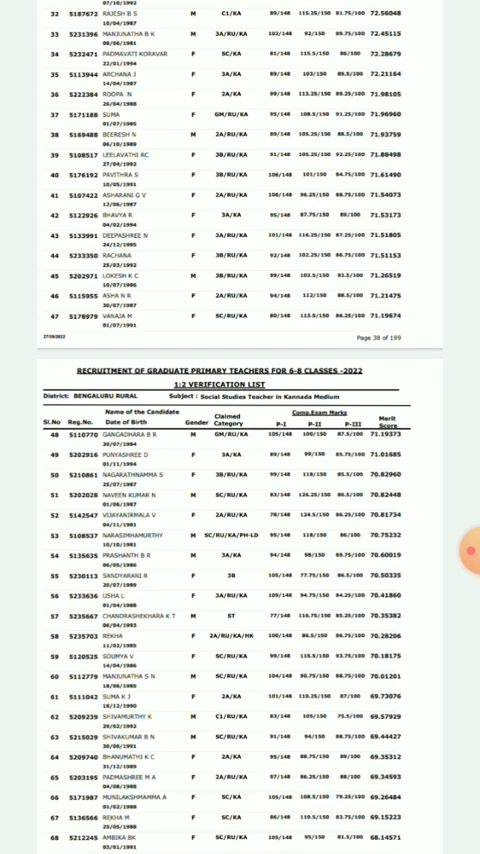 07/10/1992
32 5187672 RAJESH B S M C1/KA 89/148 115.25/150 81.75/100 72.56048
10/04/1987
33 5231396 MANJUNATHA B K M 3A/RU/KA 102/148 92/150 89.75/100 72.45115
08/06/1981
34 5232471 PADMAVATI KORAVAR F SC/KA 81/148 115.5/150 86/100 72.28679
22/01/1994
35 5113944 ARCHANA J F 3A/KA 89/148 103/150 89.5/100 72.21164
14/04/1987
36 5222384 ROOPA N F 2A/KA 99/148 113.25/150 89.25/100 71.98105
26/04/1988
37 5171188 SUMA F GM/RU/KA 95/148 108.5/150 91.25/100 71.96960
01/07/1985
38 5169488 BEERESH N M 2A/RU/KA 89/148 105.25/150 86.5/100 71.93759
06/10/1989
39 5108517 LEELAVATHI RC F 3B/RU/KA 91/148 105.25/150 92.25/100 71.88498
27/04/1992
40 5176192 PAVITHRA S F 3B/RU/KA 106/148 101/150 84.75/100 71.61490
10/05/1991
41 5107422 ASHARANI G V F 2A/RU/KA 106/148 96.25/150 88.75/100 71.54073
12/06/1987
42 5122926 BHAVYA R F 3A/KA 95/148 87.75/150 89/100 71.53173
04/02/1994
43 5133991 DEEPASHREE N F 3A/RU/KA 101/148 116.25/150 87.25/100 71.51805
24/12/1985
44 5233350 RACHANA F 3B/RU/KA 92/148 102.25/150 86.75/100 71.51153
25/03/1992
45 5202971 LOKESH K C M 3B/RU/KA 99/148 102.5/150 93.5/100 71.26519
10/07/1986
46 5115955 ASHA N R F 2A/RU/KA 94/148 112/150 88.5/100 71.21475
30/07/1987
47 5178979 VANAJA M F SC/RU/KA 80/148 113.5/150 86.25/100 71.19674
01/07/1991
27/09/2022 Page 38 of 199
RECRUITMENT OF GRADUATE PRIMARY TEACHERS FOR 6-8 CLASSES -2022
1:2 VERIFICATION LIST
District: BENGALURU RURAL Subject : Social Studies Teacher in Kannada Medium
Sl.No Reg.No. Name of the Candidate Date of Birth Gender Claimed Category Comp.Exam Marks P-I P-II P-III Merit Score
48 5110770 GANGADHARA B R M GM/RU/KA 105/148 100/150 87.5/100 71.19373
30/07/1984
49 5202916 PUNYASHREE D F 3A/KA 89/148 99/150 85.75/100 71.01685
01/11/1994
50 5210861 NAGARATHNAMMA S F 3B/RU/KA 99/148 118/150 85.5/100 70.82960
25/07/1987
51 5202028 NAVEEN KUMAR N M SC/RU/KA 83/148 126.25/150 86.5/100 70.82448
01/06/1987
52 5142547 VIJAYANIRMALA V F 2A/RU/KA 78/148 124.5/150 86.25/100 70.81734
04/11/1981
53 5108537 NARASIMHAMURTHY M SC/RU/KA/PH-LD 95/148 118/150 86/100 70.75232
10/10/1981
54 5135635 PRASHANTH B R M 3A/KA 94/148 98/150 89.75/100 70.60019
06/05/1986
55 5230113 SANDYARANI R F 3B 105/148 77.75/150 86.5/100 70.50335
20/07/1989
56 5233636 USHA L F 3A/RU/KA 109/148 94.75/150 84.25/100 70.41860
01/04/1988
57 5235667 CHANDRASHEKHARA K T M ST 77/148 116.75/150 85.25/100 70.35382
06/04/1993
58 5235703 REKHA F 2A/RU/KA/HK 100/148 86.5/150 86.75/100 70.28206
11/02/1985
59 5120525 SOUMYA V F SC/RU/KA 99/148 115.5/150 93.75/100 70.18175
14/04/1986
60 5112779 MANJUNATHA S N M SC/RU/KA 104/148 90.75/150 88.75/100 70.01201
18/06/1985
61 5111042 SUMA K J F 2A/KA 101/148 110.25/150 87/100 69.73076
18/12/1990
62 5209239 SHIVAMURTHY K M C1/RU/KA 83/148 105/150 75.5/100 69.57929
29/02/1992
63 5215029 SHIVAKUMAR B N M SC/RU/KA 91/148 94/150 88.75/100 69.44427
30/06/1991
64 5209740 BHANUMATHI K C F 2A/KA 95/148 88.75/150 89/100 69.35312
31/12/1989
65 5203195 PADMASHREE M A F 2A/RU/KA 97/148 86.25/150 88/100 69.34593
04/08/1988
66 5171987 MUNILAKSHMAMMA A F SC/KA 105/148 108.5/150 79.25/100 69.26484
01/02/1988
67 5136566 REKHA M F SC/KA 86/148 119.5/150 83.75/100 69.15223
25/05/1988
68 5212245 AMBIKA BK F SC/RU/KA 105/148 95/150 81.5/100 68.14571
03/01/1991